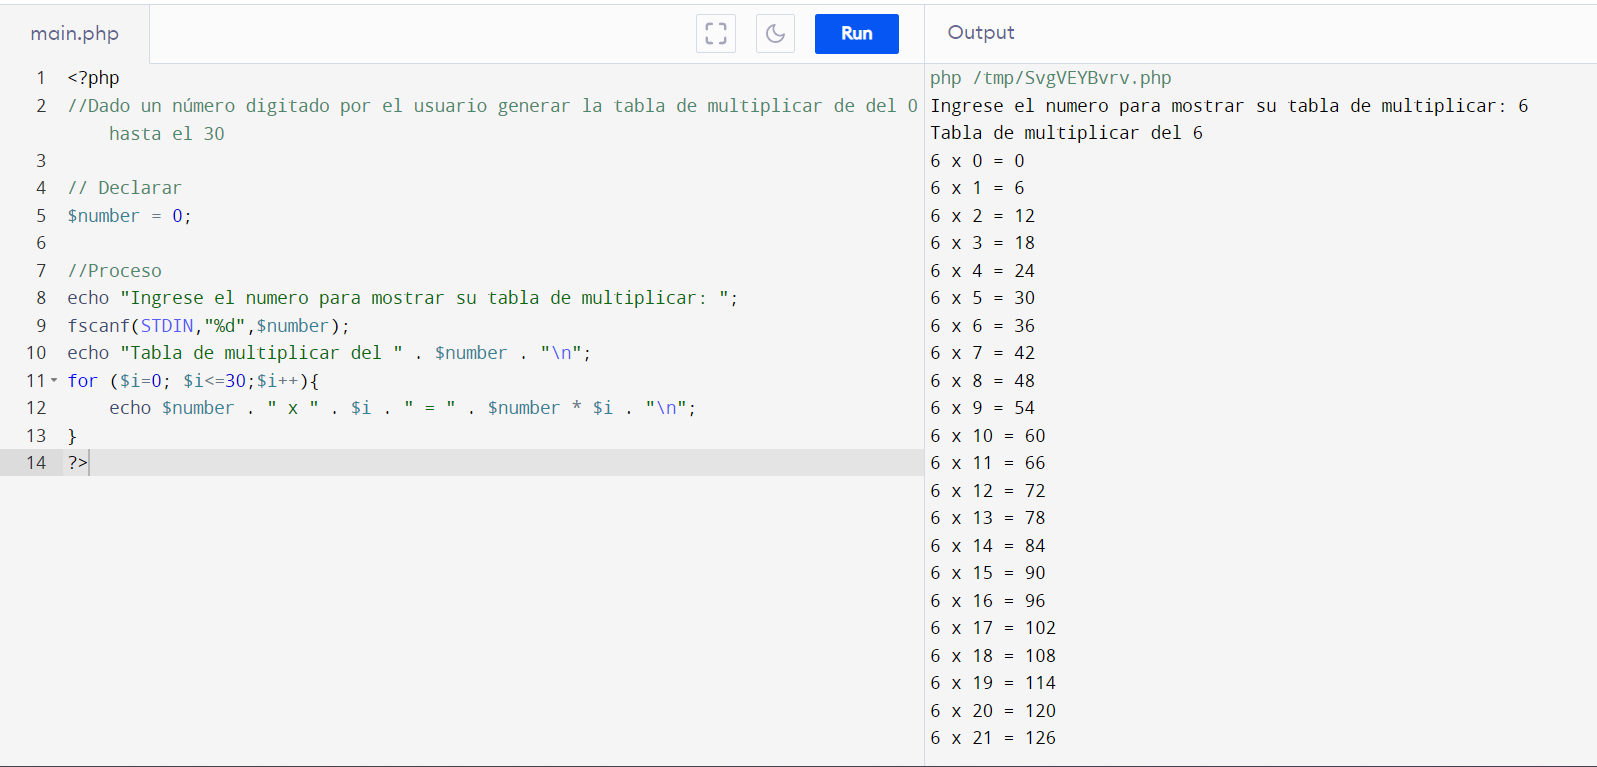 main.php
Run
1 <?php
2 //Dado un número digitado por el usuario generar la tabla de multiplicar de del 0
hasta el 30
3
4 // Declarar
5 $number = 0;
6
7 //Proceso
8 echo "Ingrese el numero para mostrar su tabla de multiplicar: ";
9 fscanf(STDIN,"%d",$number);
10 echo "Tabla de multiplicar del " . $number . "\n";
11 for ($i=0; $i<=30;$i++){
12 echo $number . " x " . $i . " = " . $number * $i . "\n";
13 }
14 ?>
Output
php /tmp/SvgVEYBvrv.php
Ingrese el numero para mostrar su tabla de multiplicar: 6
Tabla de multiplicar del 6
6 x 0 = 0
6 x 1 = 6
6 x 2 = 12
6 x 3 = 18
6 x 4 = 24
6 x 5 = 30
6 x 6 = 36
6 x 7 = 42
6 x 8 = 48
6 x 9 = 54
6 x 10 = 60
6 x 11 = 66
6 x 12 = 72
6 x 13 = 78
6 x 14 = 84
6 x 15 = 90
6 x 16 = 96
6 x 17 = 102
6 x 18 = 108
6 x 19 = 114
6 x 20 = 120
6 x 21 = 126